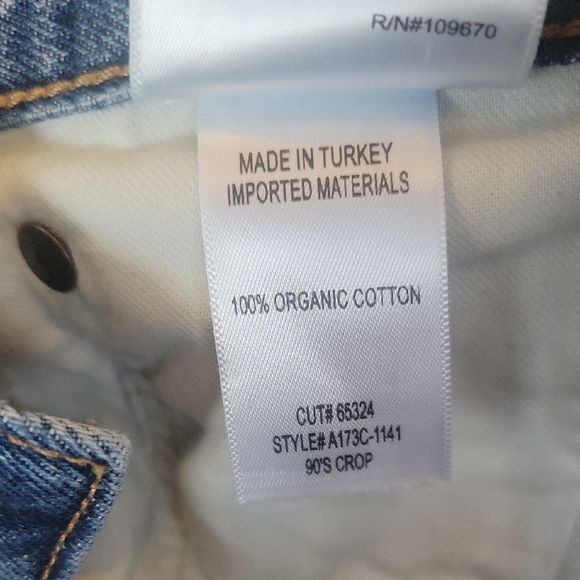 R/N#109670
MADE IN TURKEY
IMPORTED MATERIALS
100% ORGANIC COTTON
CUT# 65324
STYLE# A173C-1141
90'S CROP